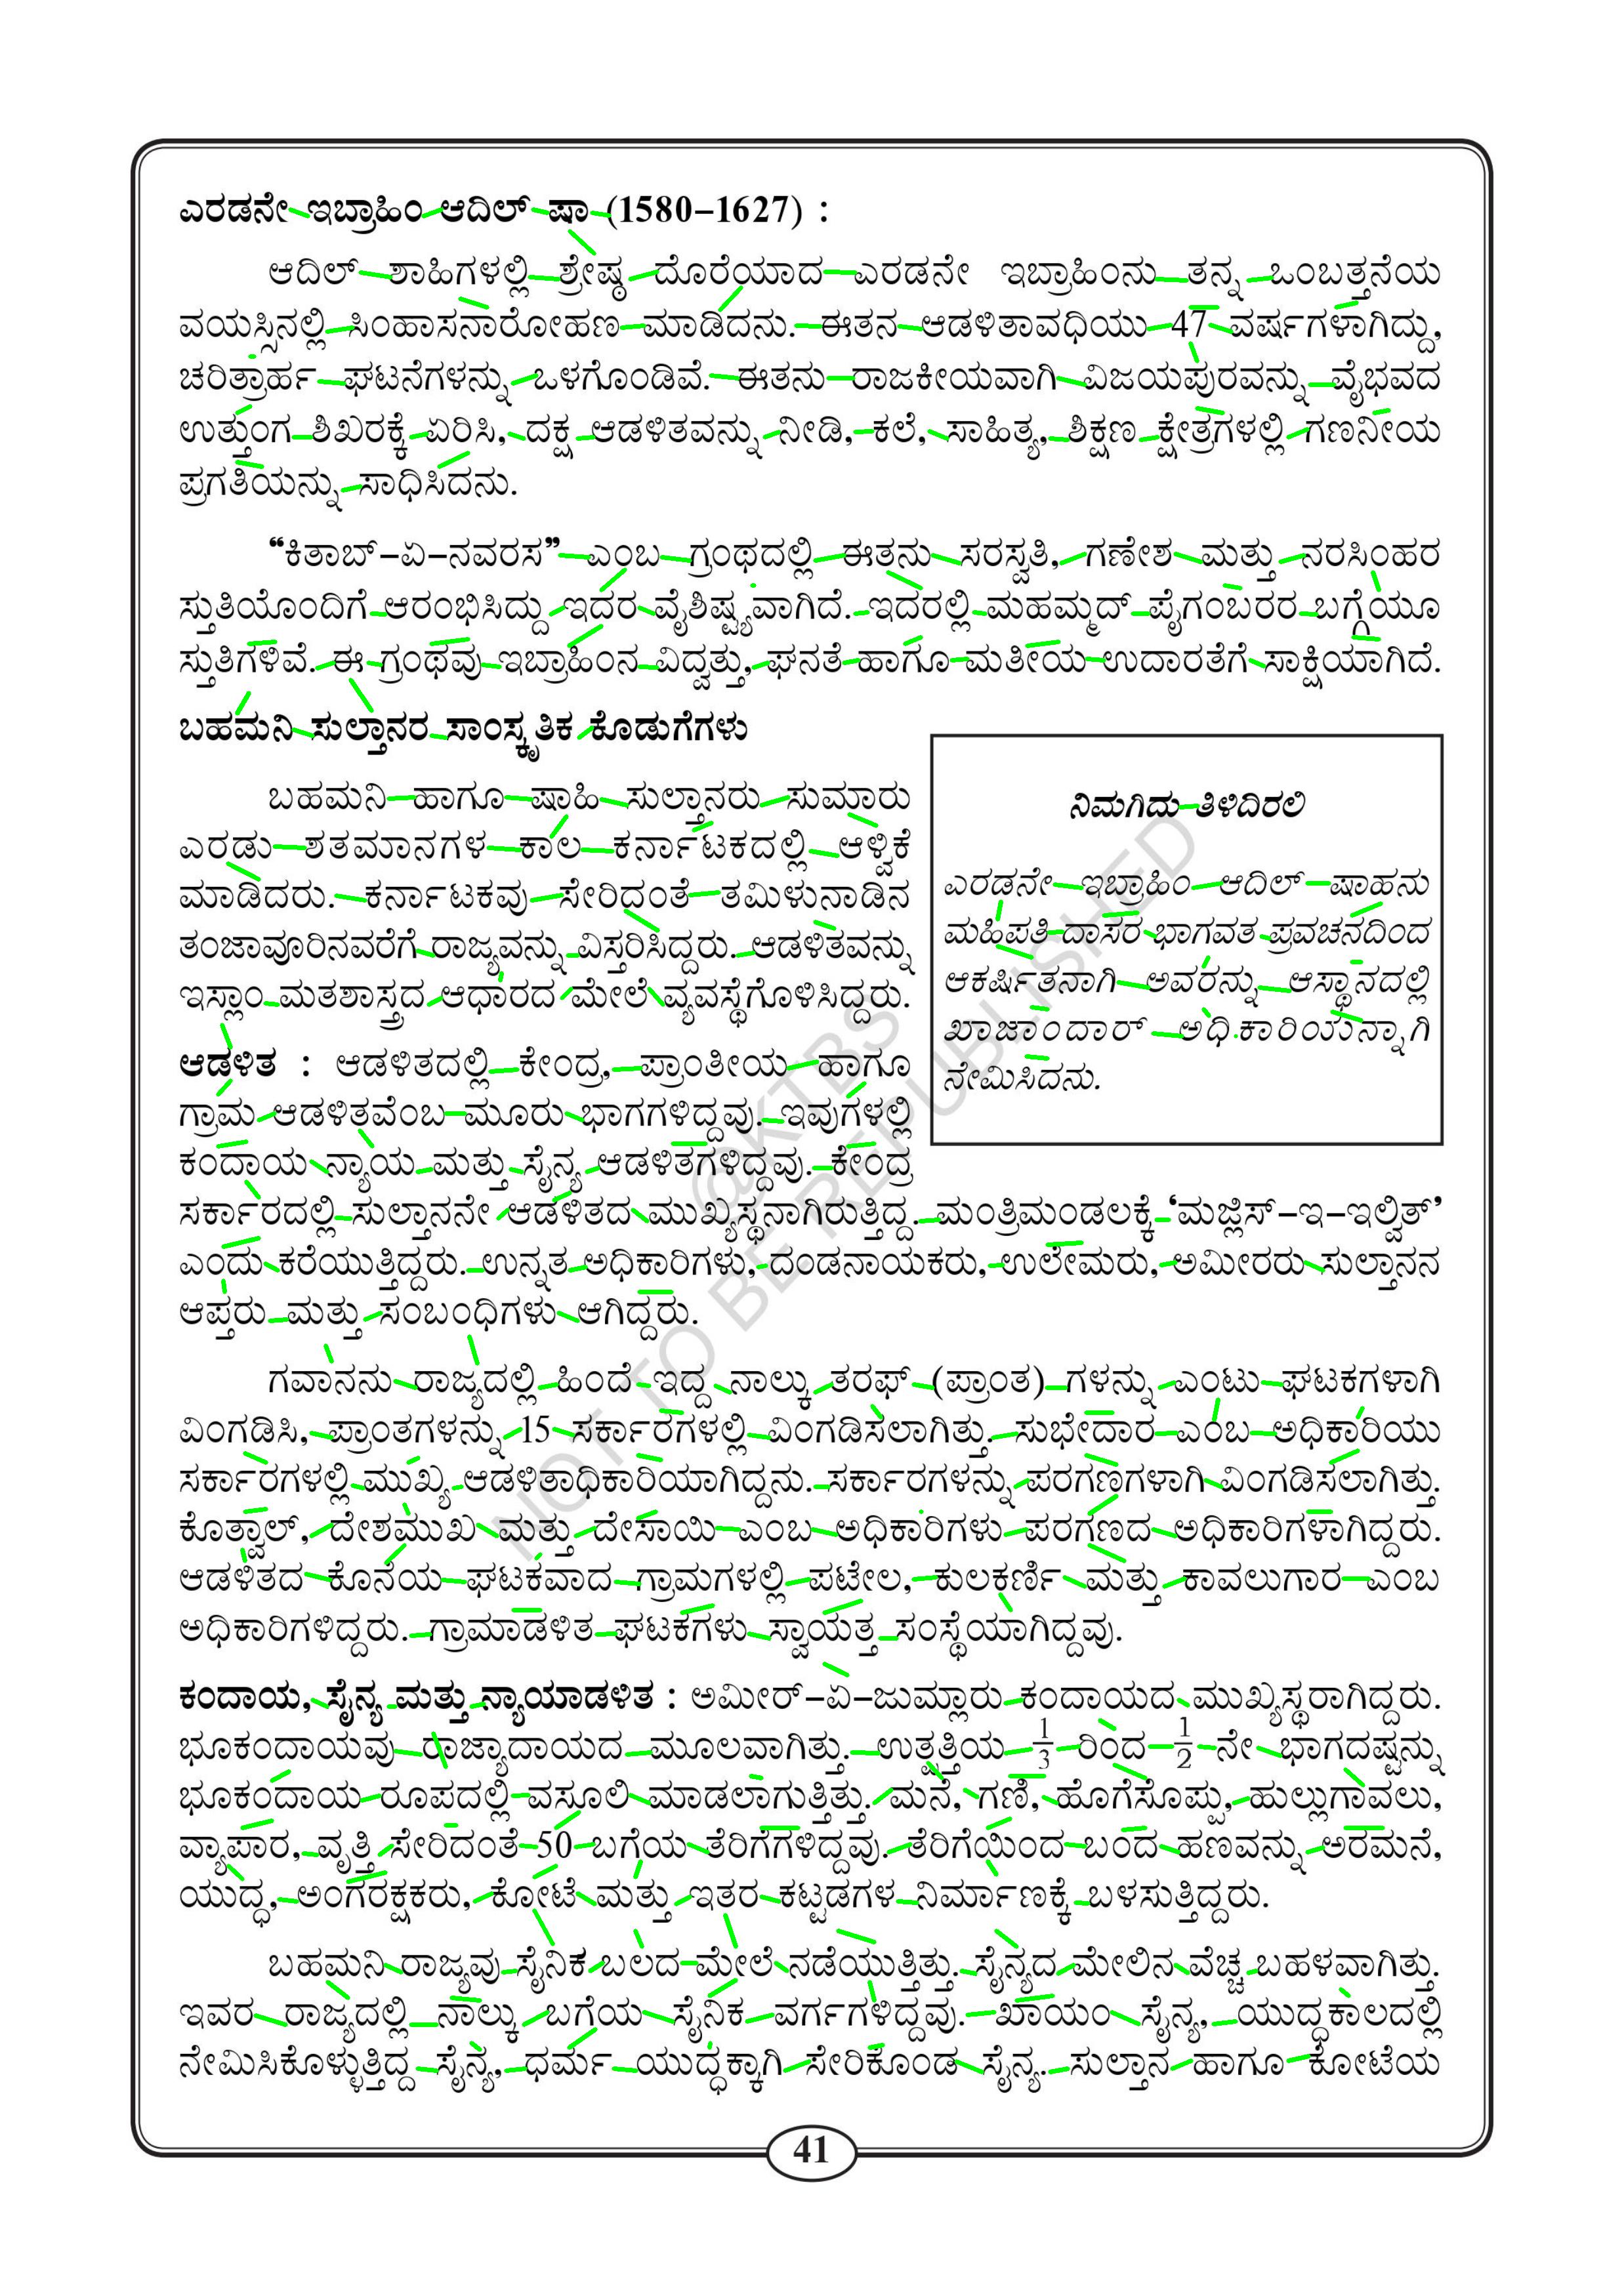 ಎರಡನೇ ಇಬ್ರಾಹಿಂ ಆದಿಲ್ ಷಾ (1580–1627) :
ಆದಿಲ್ ಶಾಹಿಗಳಲ್ಲಿ ಶ್ರೇಷ್ಠ ದೊರೆಯಾದ ಎರಡನೇ ಇಬ್ರಾಹಿಂನು ತನ್ನ ಒಂಬತ್ತನೆಯ
ವಯಸ್ಸಿನಲ್ಲಿ ಸಿಂಹಾಸನಾರೋಹಣ ಮಾಡಿದನು. ಈತನ ಆಡಳಿತಾವಧಿಯು 47 ವರ್ಷಗಳಾಗಿದ್ದು,
ಚರಿತ್ರಾರ್ಹ ಘಟನೆಗಳನ್ನು ಒಳಗೊಂಡಿವೆ. ಈತನು ರಾಜಕೀಯವಾಗಿ ವಿಜಯಪುರವನ್ನು ವೈಭವದ
ಉತ್ತುಂಗ ಶಿಖರಕ್ಕೆ ಏರಿಸಿ, ದಕ್ಷ ಆಡಳಿತವನ್ನು ನೀಡಿ, ಕಲೆ, ಸಾಹಿತ್ಯ, ಶಿಕ್ಷಣ ಕ್ಷೇತ್ರಗಳಲ್ಲಿ ಗಣನೀಯ
ಪ್ರಗತಿಯನ್ನು ಸಾಧಿಸಿದನು.
“ಕಿತಾಬ್–ಏ–ನವರಸ” ಎಂಬ ಗ್ರಂಥದಲ್ಲಿ ಈತನು ಸರಸ್ವತಿ, ಗಣೇಶ ಮತ್ತು ನರಸಿಂಹರ
ಸ್ತುತಿಯೊಂದಿಗೆ ಆರಂಭಿಸಿದ್ದು ಇದರ ವೈಶಿಷ್ಟ್ಯವಾಗಿದೆ. ಇದರಲ್ಲಿ ಮಹಮ್ಮದ್ ಪೈಗಂಬರರ ಬಗ್ಗೆಯೂ
ಸ್ತುತಿಗಳಿವೆ. ಈ ಗ್ರಂಥವು ಇಬ್ರಾಹಿಂನ ವಿದ್ವತ್ತು, ಘನತೆ ಹಾಗೂ ಮತೀಯ ಉದಾರತೆಗೆ ಸಾಕ್ಷಿಯಾಗಿದೆ.
ಬಹಮನಿ ಸುಲ್ತಾನರ ಸಾಂಸ್ಕೃತಿಕ ಕೊಡುಗೆಗಳು
ಬಹಮನಿ ಹಾಗೂ ಷಾಹಿ ಸುಲ್ತಾನರು ಸುಮಾರು
ಎರಡು ಶತಮಾನಗಳ ಕಾಲ ಕರ್ನಾಟಕದಲ್ಲಿ ಆಳ್ವಿಕೆ
ಮಾಡಿದರು. ಕರ್ನಾಟಕವು ಸೇರಿದಂತೆ ತಮಿಳುನಾಡಿನ
ತಂಜಾವೂರಿನವರೆಗೆ ರಾಜ್ಯವನ್ನು ವಿಸ್ತರಿಸಿದ್ದರು. ಆಡಳಿತವನ್ನು
ಇಸ್ಲಾಂ ಮತಶಾಸ್ತ್ರದ ಆಧಾರದ ಮೇಲೆ ವ್ಯವಸ್ಥೆಗೊಳಿಸಿದ್ದರು.
ನಿಮಗಿದು ತಿಳಿದಿರಲಿ
ಎರಡನೇ ಇಬ್ರಾಹಿಂ ಆದಿಲ್ ಷಾಹನು
ಮಹಿಪತಿ ದಾಸರ ಭಾಗವತ ಪ್ರವಚನದಿಂದ
ಆಕರ್ಷಿತನಾಗಿ ಅವರನ್ನು ಆಸ್ಥಾನದಲ್ಲಿ
ಖಾಜಾಂದಾರ್ ಅಧಿಕಾರಿಯನ್ನಾಗಿ
ನೇಮಿಸಿದನು.
ಆಡಳಿತ : ಆಡಳಿತದಲ್ಲಿ ಕೇಂದ್ರ, ಪ್ರಾಂತೀಯ ಹಾಗೂ
ಗ್ರಾಮ ಆಡಳಿತವೆಂಬ ಮೂರು ಭಾಗಗಳಿದ್ದವು. ಇವುಗಳಲ್ಲಿ
ಕಂದಾಯ ನ್ಯಾಯ ಮತ್ತು ಸೈನ್ಯ ಆಡಳಿತಗಳಿದ್ದವು. ಕೇಂದ್ರ
ಸರ್ಕಾರದಲ್ಲಿ ಸುಲ್ತಾನನೇ ಆಡಳಿತದ ಮುಖ್ಯಸ್ಥನಾಗಿರುತ್ತಿದ್ದ. ಮಂತ್ರಿಮಂಡಲಕ್ಕೆ ‘ಮಜ್ಲಿಸ್–ಇ–ಇಲ್ವಿತ್’
ಎಂದು ಕರೆಯುತ್ತಿದ್ದರು. ಉನ್ನತ ಅಧಿಕಾರಿಗಳು, ದಂಡನಾಯಕರು, ಉಲೇಮರು, ಅಮೀರರು ಸುಲ್ತಾನನ
ಆಪ್ತರು ಮತ್ತು ಸಂಬಂಧಿಗಳು ಆಗಿದ್ದರು.
ಗವಾನನು ರಾಜ್ಯದಲ್ಲಿ ಹಿಂದೆ ಇದ್ದ ನಾಲ್ಕು ತರಫ್ (ಪ್ರಾಂತ) ಗಳನ್ನು ಎಂಟು ಘಟಕಗಳಾಗಿ
ವಿಂಗಡಿಸಿ, ಪ್ರಾಂತಗಳನ್ನು 15 ಸರ್ಕಾರಗಳಲ್ಲಿ ವಿಂಗಡಿಸಲಾಗಿತ್ತು. ಸುಭೇದಾರ ಎಂಬ ಅಧಿಕಾರಿಯು
ಸರ್ಕಾರಗಳಲ್ಲಿ ಮುಖ್ಯ ಆಡಳಿತಾಧಿಕಾರಿಯಾಗಿದ್ದನು. ಸರ್ಕಾರಗಳನ್ನು ಪರಗಣಗಳಾಗಿ ವಿಂಗಡಿಸಲಾಗಿತ್ತು.
ಕೊತ್ವಾಲ್, ದೇಶಮುಖ ಮತ್ತು ದೇಸಾಯಿ ಎಂಬ ಅಧಿಕಾರಿಗಳು ಪರಗಣದ ಅಧಿಕಾರಿಗಳಾಗಿದ್ದರು.
ಆಡಳಿತದ ಕೊನೆಯ ಘಟಕವಾದ ಗ್ರಾಮಗಳಲ್ಲಿ ಪಟೇಲ, ಕುಲಕರ್ಣಿ ಮತ್ತು ಕಾವಲುಗಾರ ಎಂಬ
ಅಧಿಕಾರಿಗಳಿದ್ದರು. ಗ್ರಾಮಾಡಳಿತ ಘಟಕಗಳು ಸ್ವಾಯತ್ತ ಸಂಸ್ಥೆಯಾಗಿದ್ದವು.
ಕಂದಾಯ, ಸೈನ್ಯ ಮತ್ತು ನ್ಯಾಯಾಡಳಿತ : ಅಮೀರ್–ಏ–ಜುಮ್ಲಾರು ಕಂದಾಯದ ಮುಖ್ಯಸ್ಥರಾಗಿದ್ದರು.
ಭೂಕಂದಾಯವು ರಾಜ್ಯಾದಾಯದ ಮೂಲವಾಗಿತ್ತು. ಉತ್ಪತ್ತಿಯ 1/3 ರಿಂದ 1/2 ನೇ ಭಾಗದಷ್ಟನ್ನು
ಭೂಕಂದಾಯ ರೂಪದಲ್ಲಿ ವಸೂಲಿ ಮಾಡಲಾಗುತ್ತಿತ್ತು. ಮನೆ, ಗಣಿ, ಹೊಗೆಸೊಪ್ಪು, ಹುಲ್ಲುಗಾವಲು,
ವ್ಯಾಪಾರ, ವೃತ್ತಿ ಸೇರಿದಂತೆ 50 ಬಗೆಯ ತೆರಿಗೆಗಳಿದ್ದವು. ತೆರಿಗೆಯಿಂದ ಬಂದ ಹಣವನ್ನು ಅರಮನೆ,
ಯುದ್ಧ, ಅಂಗರಕ್ಷಕರು, ಕೋಟೆ ಮತ್ತು ಇತರ ಕಟ್ಟಡಗಳ ನಿರ್ಮಾಣಕ್ಕೆ ಬಳಸುತ್ತಿದ್ದರು.
ಬಹಮನಿ ರಾಜ್ಯವು ಸೈನಿಕ ಬಲದ ಮೇಲೆ ನಡೆಯುತ್ತಿತ್ತು. ಸೈನ್ಯದ ಮೇಲಿನ ವೆಚ್ಚ ಬಹಳವಾಗಿತ್ತು.
ಇವರ ರಾಜ್ಯದಲ್ಲಿ ನಾಲ್ಕು ಬಗೆಯ ಸೈನಿಕ ವರ್ಗಗಳಿದ್ದವು. ಖಾಯಂ ಸೈನ್ಯ, ಯುದ್ಧಕಾಲದಲ್ಲಿ
ನೇಮಿಸಿಕೊಳ್ಳುತ್ತಿದ್ದ ಸೈನ್ಯ, ಧರ್ಮ ಯುದ್ಧಕ್ಕಾಗಿ ಸೇರಿಕೊಂಡ ಸೈನ್ಯ. ಸುಲ್ತಾನ ಹಾಗೂ ಕೋಟೆಯ
@KTBS
NOT TO BE REPUBLISHED
41